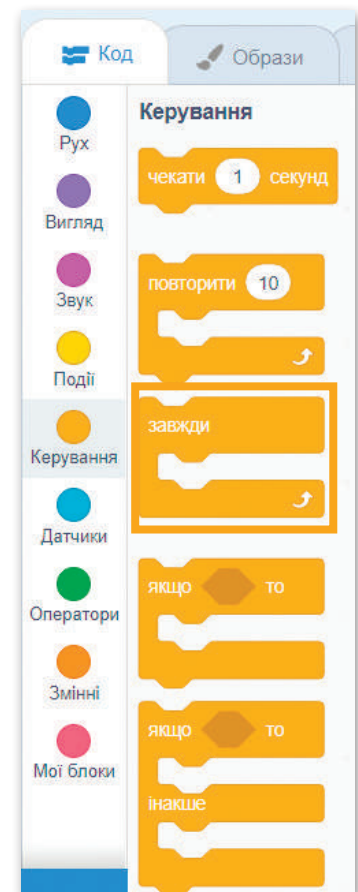 Код
Образи
Рух
Вигляд
Звук
Події
Керування
Датчики
Оператори
Змінні
Мої блоки
Керування
чекати 1 секунд
повторити 10
завжди
якщо то
якщо то
інакше